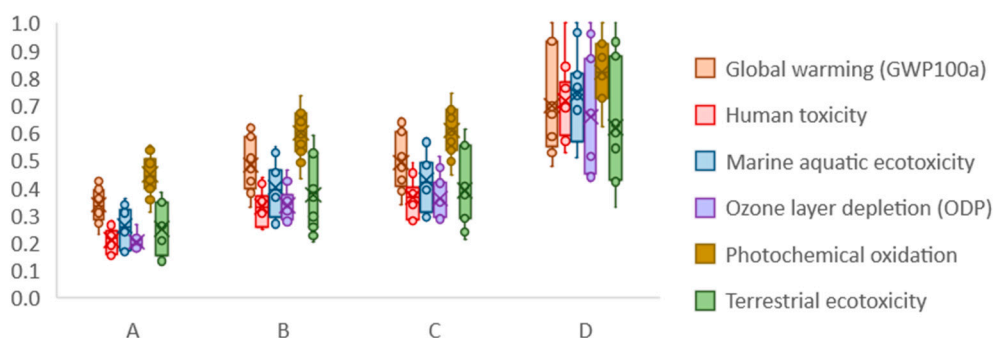 1.0
0.9
0.8
0.7
0.6
0.5
0.4
0.3
0.2
0.1
0.0
A B C D
Global warming (GWP100a)
Human toxicity
Marine aquatic ecotoxicity
Ozone layer depletion (ODP)
Photochemical oxidation
Terrestrial ecotoxicity